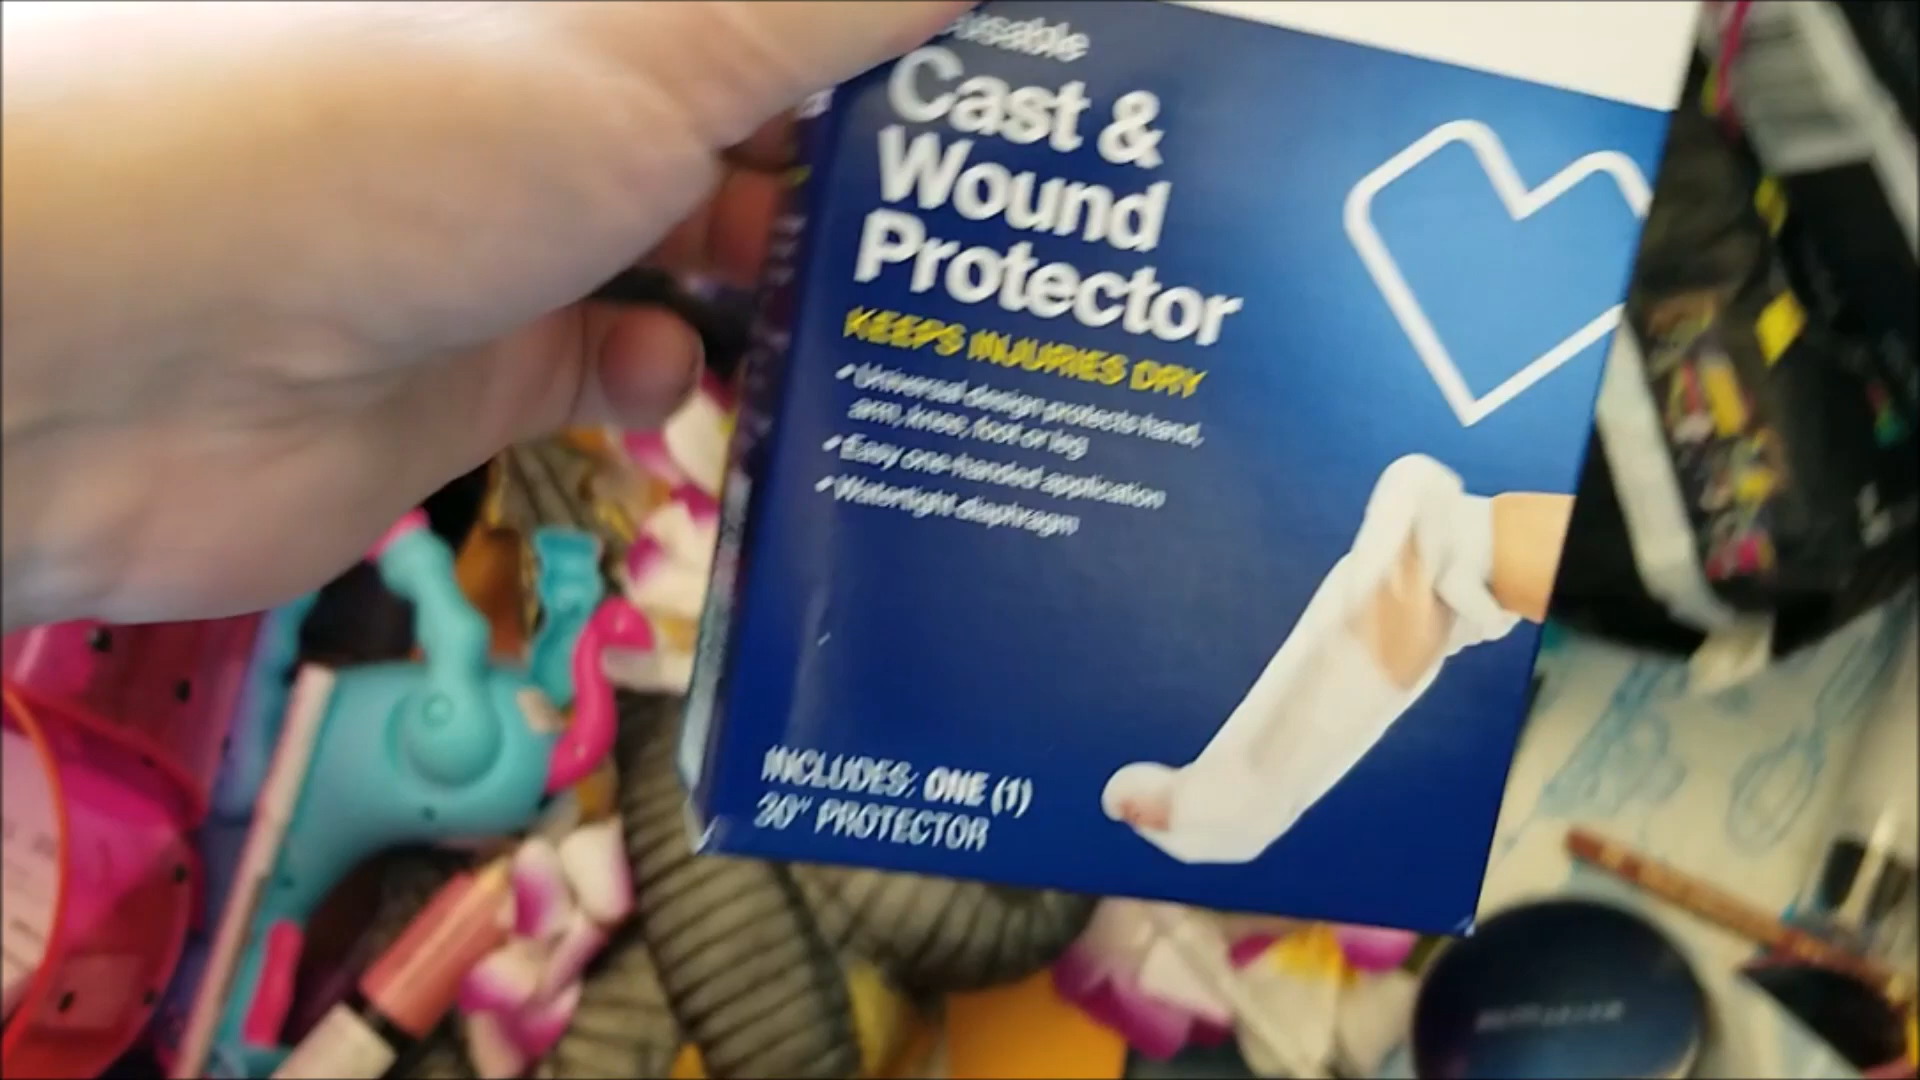 Cast &
Wound
Protector
KEEPS INJURIES DRY
✓Universal design protects hand,
arm, knee, foot or leg
✓Easy one-handed application
✓Watertight diaphragm
INCLUDES: ONE (1)
30" PROTECTOR